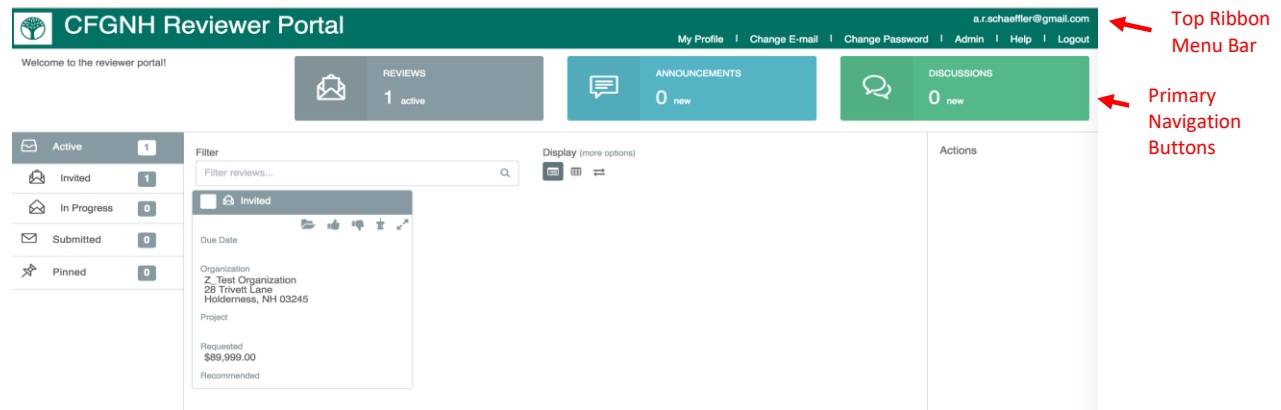 CFGNH Reviewer Portal
a.r.schaeffler@gmail.com
My Profile | Change E-mail | Change Password | Admin | Help | Logout
Top Ribbon
Menu Bar
Welcome to the reviewer portal!
REVIEWS
1 active
ANNOUNCEMENTS
0 new
DISCUSSIONS
0 new
Primary
Navigation
Buttons
Active 1
Invited 1
In Progress 0
Submitted 0
Pinned 0
Filter
Filter reviews...
Display (more options)
Actions
Invited
Due Date
Organization
Z_Test Organization
28 Trivett Lane
Holderness, NH 03245
Project
Requested
$89,999.00
Recommended